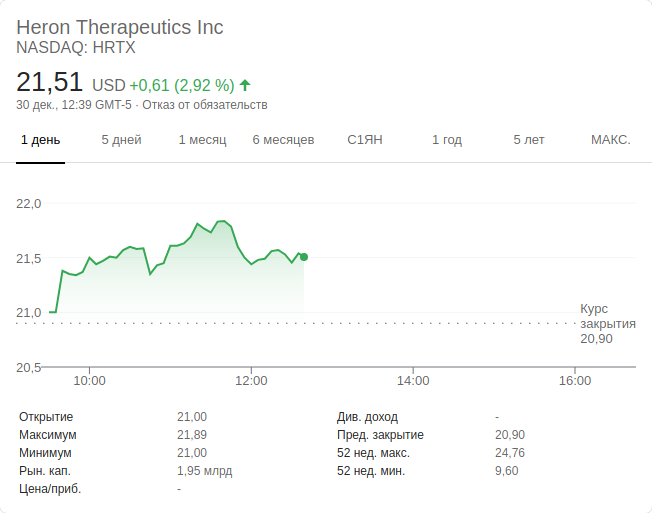 Heron Therapeutics Inc
NASDAQ: HRTX
21,51 USD +0,61 (2,92 %) ↑
30 дек., 12:39 GMT-5 · Отказ от обязательств
1 день 5 дней 1 месяц 6 месяцев С1ЯН 1 год 5 лет МАКС.
22,0
21,5
21,0
20,5
Курс
закрытия
20,90
10:00 12:00 14:00 16:00
Открытие 21,00 Див. доход -
Максимум 21,89 Пред. закрытие 20,90
Минимум 21,00 52 нед. макс. 24,76
Рын. кап. 1,95 млрд 52 нед. мин. 9,60
Цена/приб. -